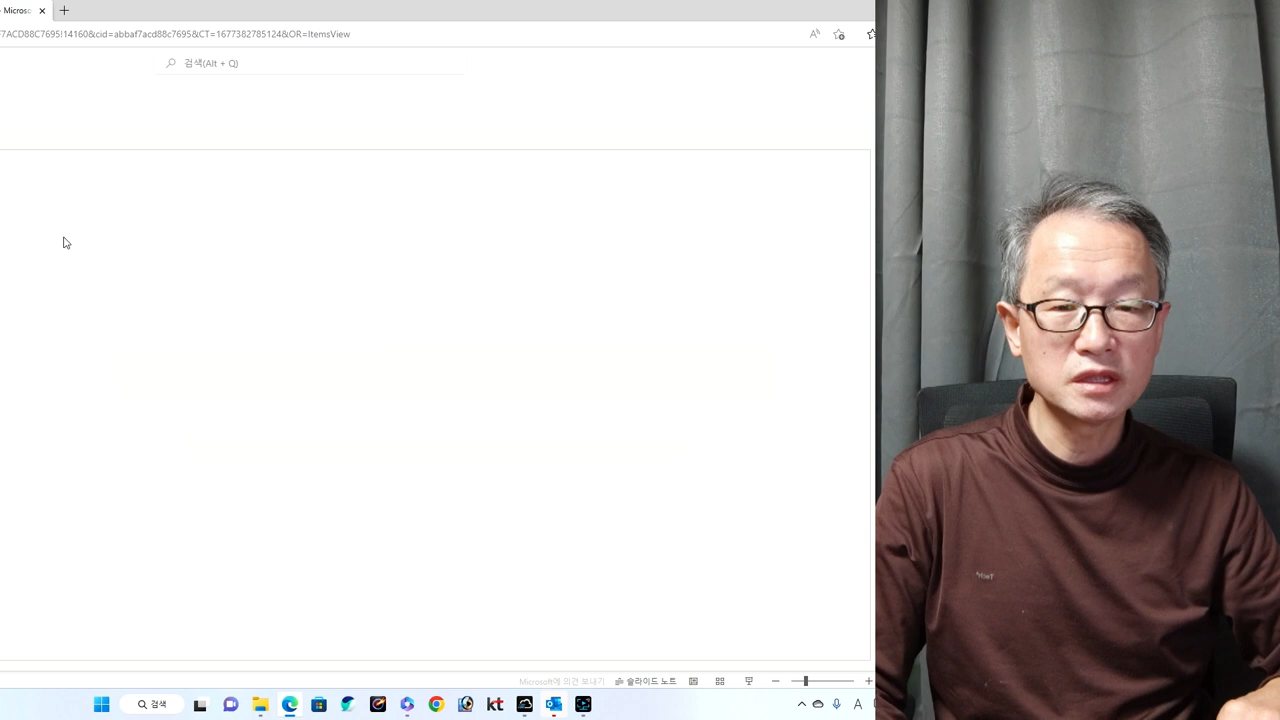 Microso
7ACD88C7695!14160&cid=abbaf7acd88c7695&CT=1677382785124&OR=ItemsView
검색(Alt + Q)
Microsoft에 의견 보내기
슬라이드 노트
검색
kt
A